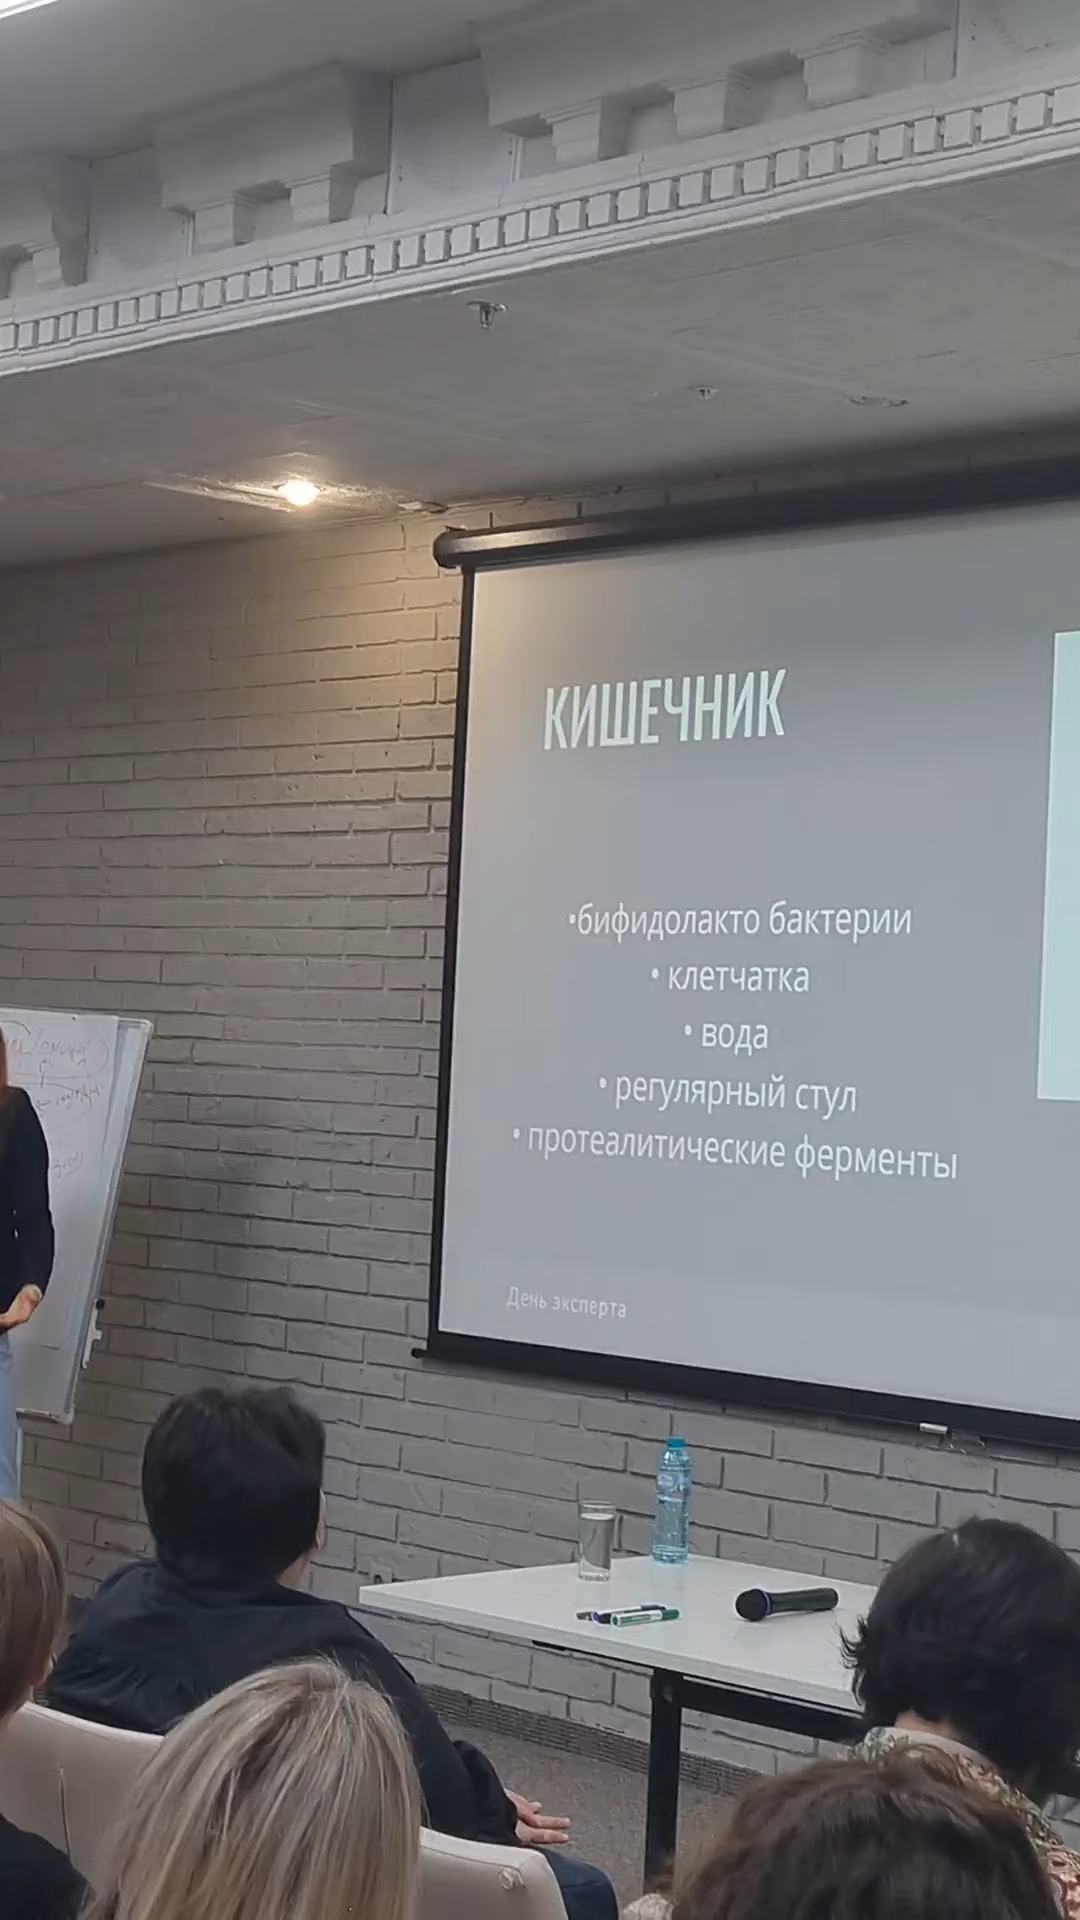 КИШЕЧНИК
•бифидолакто бактерии
• клетчатка
• вода
• регулярный стул
• протеалитические ферменты
День эксперта